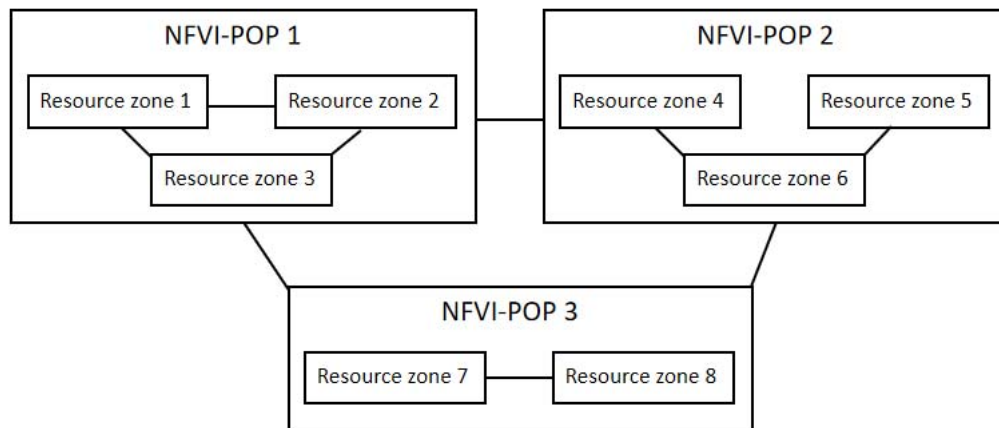 NFVI-POP 1
Resource zone 1
Resource zone 2
Resource zone 3
NFVI-POP 2
Resource zone 4
Resource zone 5
Resource zone 6
NFVI-POP 3
Resource zone 7
Resource zone 8